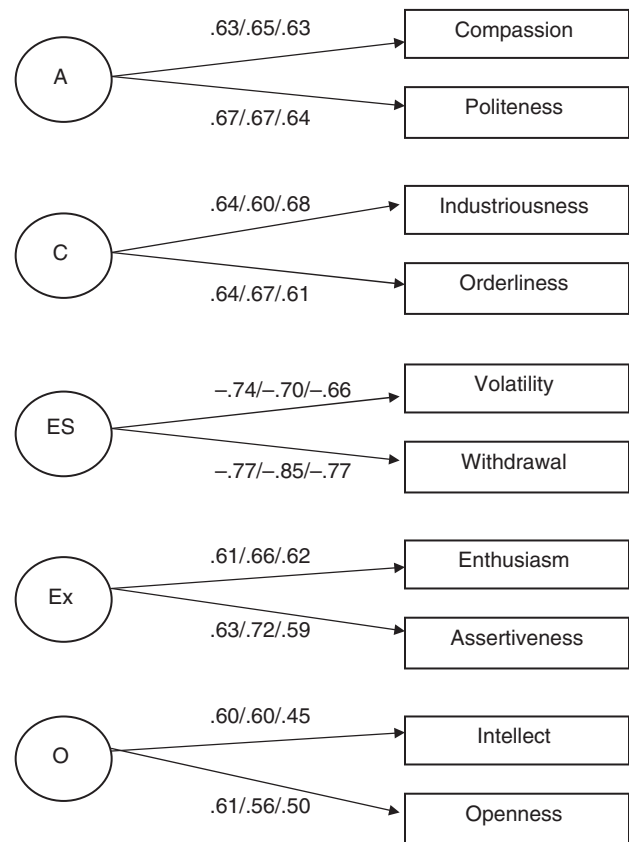 .63/.65/.63
Compassion
A
Politeness
.67/.67/.64
.64/.60/.68
Industriousness
C
Orderliness
.64/.67/.61
–.74/–.70/–.66
Volatility
ES
Withdrawal
–.77/–.85/–.77
.61/.66/.62
Enthusiasm
Ex
Assertiveness
.63/.72/.59
.60/.60/.45
Intellect
O
Openness
.61/.56/.50